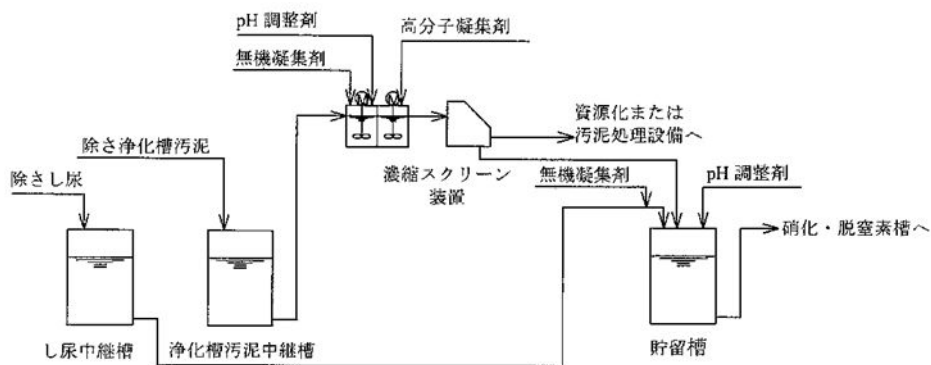 pH 調整剤
高分子凝集剤
無機凝集剤
資源化または
汚泥処理設備へ
除さ浄化槽汚泥
濃縮スクリーン
装置
無機凝集剤
pH 調整剤
除さし尿
硝化・脱窒素槽へ
し尿中継槽
浄化槽汚泥中継槽
貯留槽